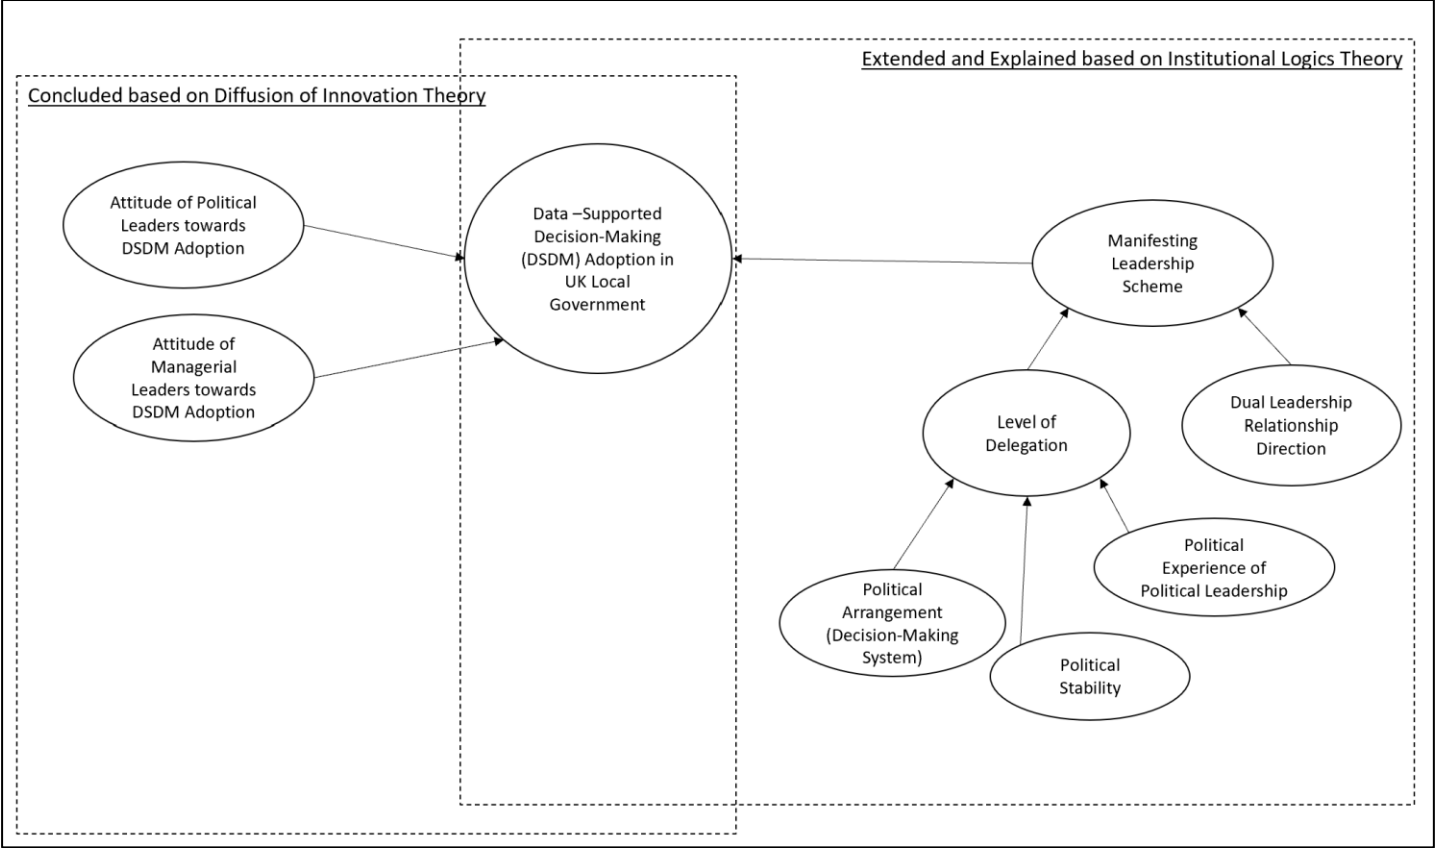 Extended and Explained based on Institutional Logics Theory
Concluded based on Diffusion of Innovation Theory
Attitude of Political
Leaders towards
DSDM Adoption
Attitude of
Managerial
Leaders towards
DSDM Adoption
Data –Supported
Decision-Making
(DSDM) Adoption in
UK Local
Government
Manifesting
Leadership
Scheme
Level of
Delegation
Dual Leadership
Relationship
Direction
Political
Experience of
Political Leadership
Political
Arrangement
(Decision-Making
System)
Political
Stability